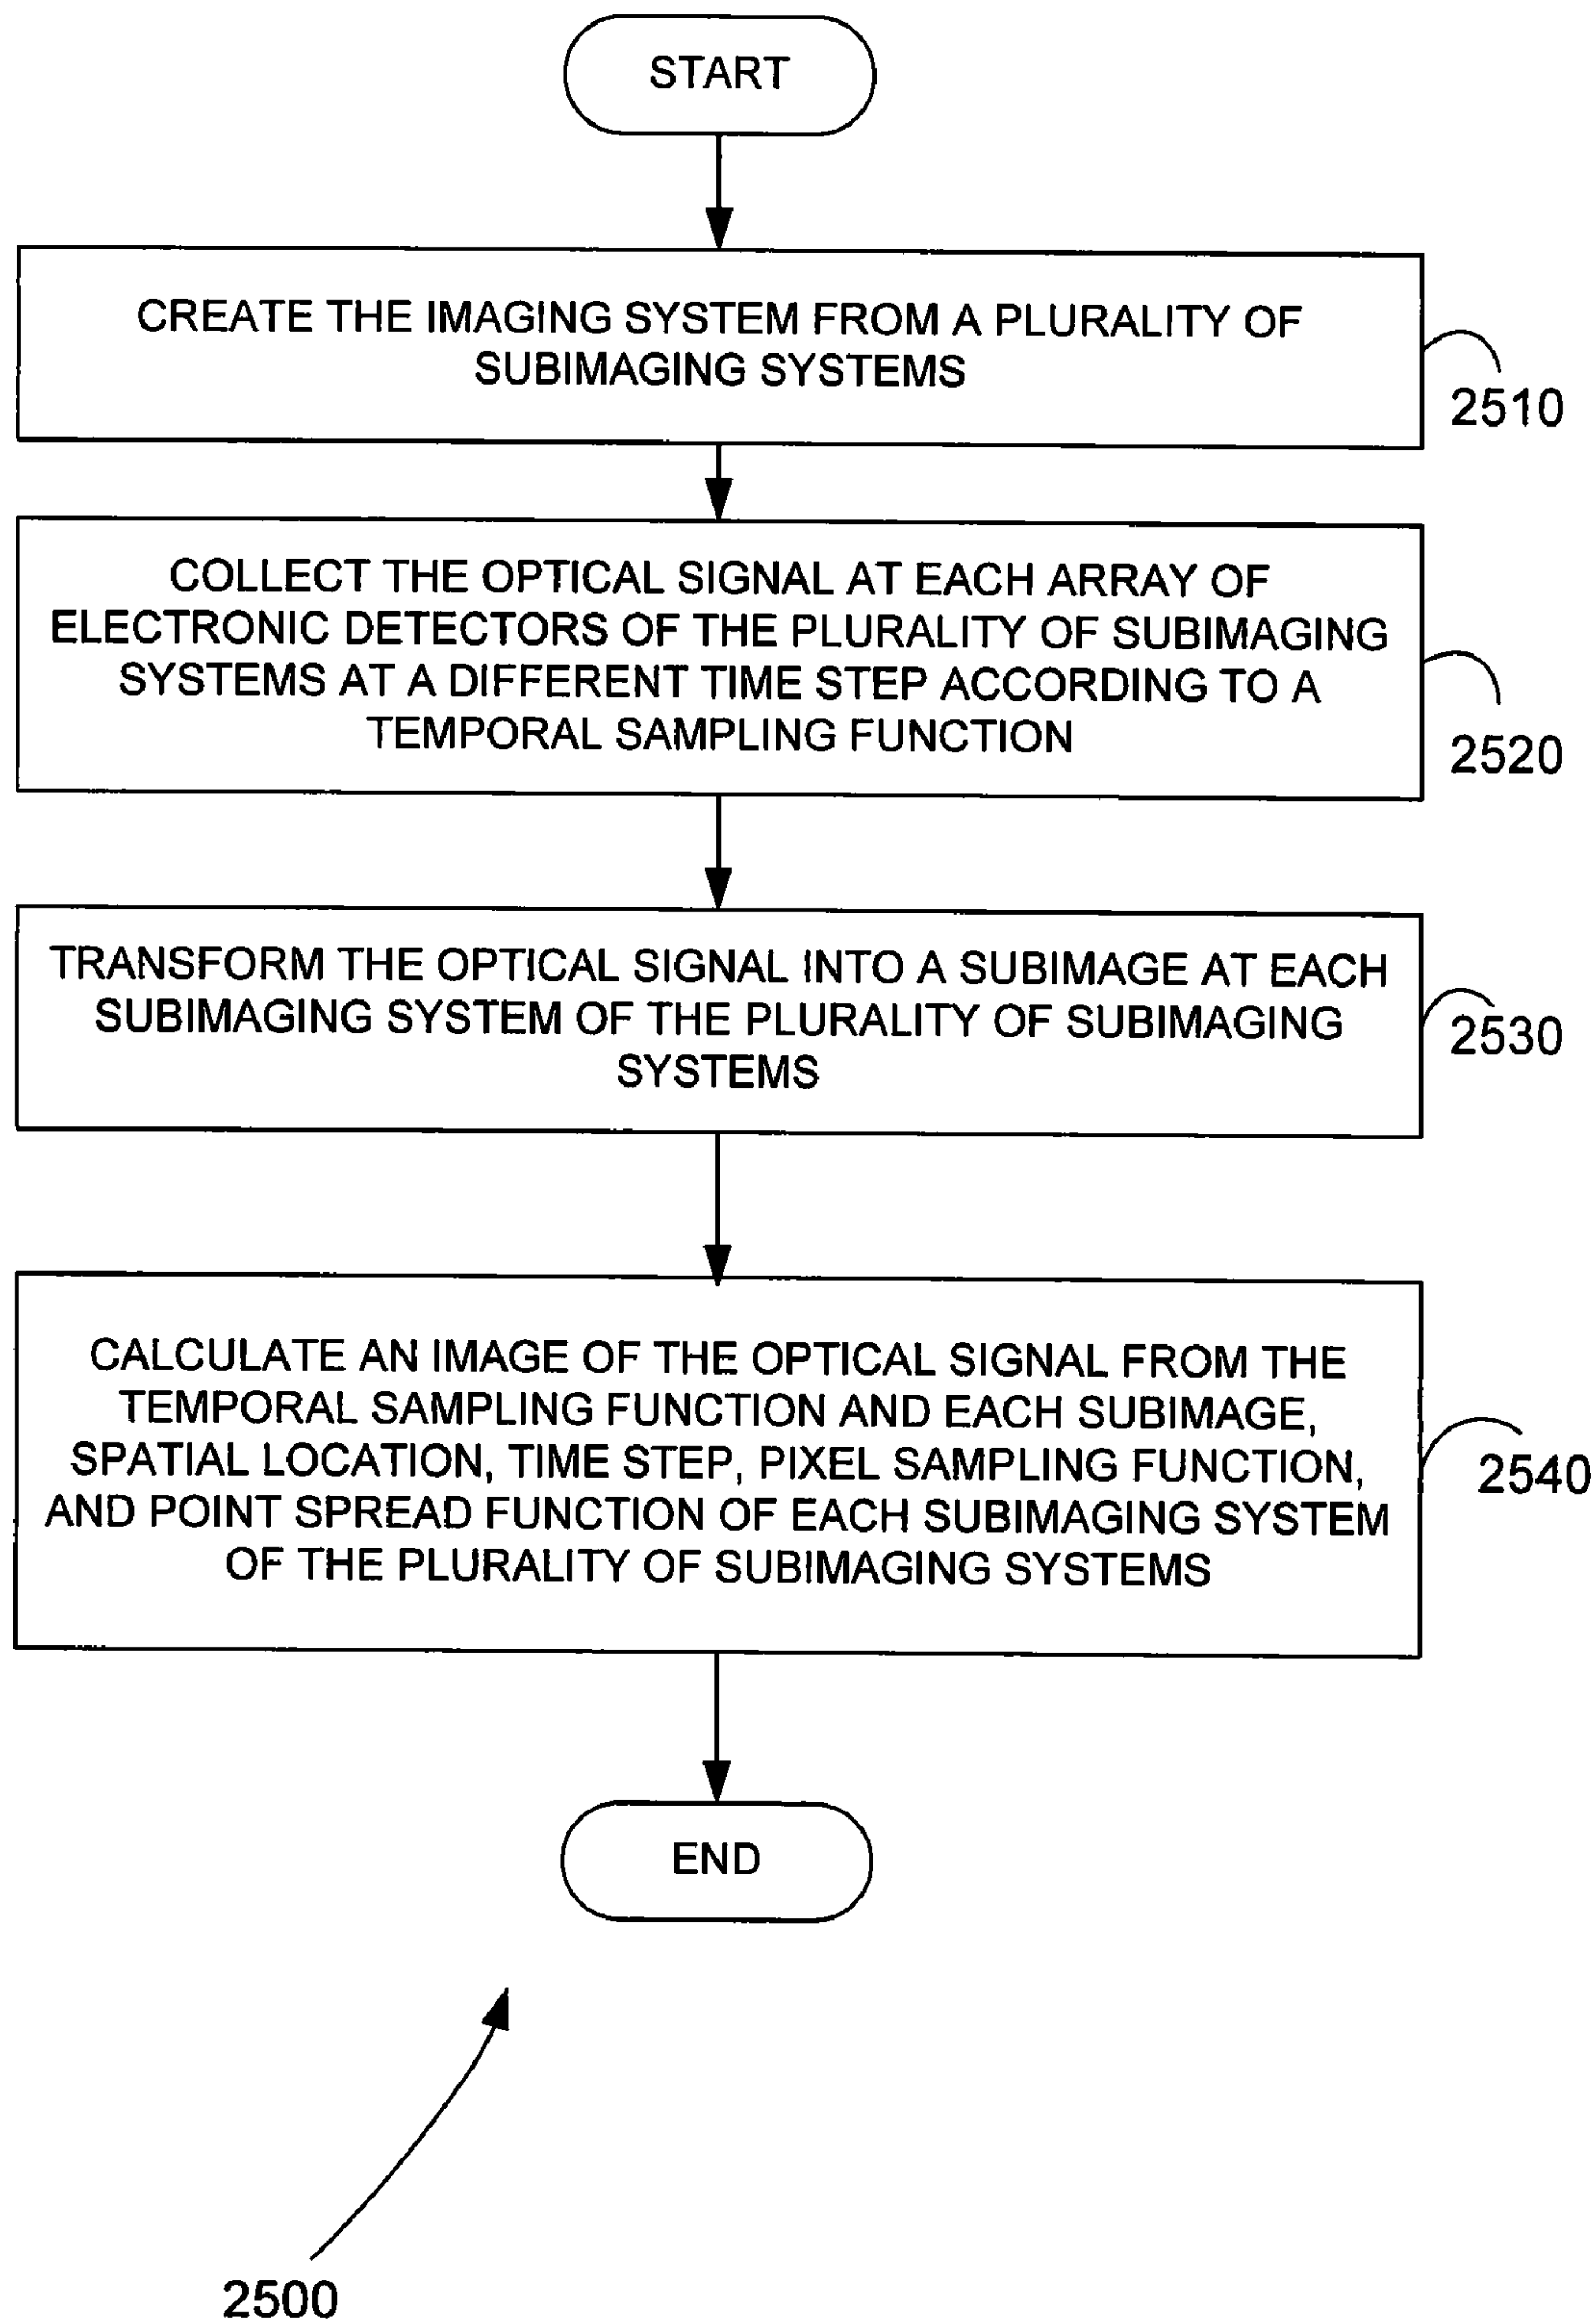 START
CREATE THE IMAGING SYSTEM FROM A PLURALITY OF
SUBIMAGING SYSTEMS
2510
COLLECT THE OPTICAL SIGNAL AT EACH ARRAY OF
ELECTRONIC DETECTORS OF THE PLURALITY OF SUBIMAGING
SYSTEMS AT A DIFFERENT TIME STEP ACCORDING TO A
TEMPORAL SAMPLING FUNCTION
2520
TRANSFORM THE OPTICAL SIGNAL INTO A SUBIMAGE AT EACH
SUBIMAGING SYSTEM OF THE PLURALITY OF SUBIMAGING
SYSTEMS
2530
CALCULATE AN IMAGE OF THE OPTICAL SIGNAL FROM THE
TEMPORAL SAMPLING FUNCTION AND EACH SUBIMAGE,
SPATIAL LOCATION, TIME STEP, PIXEL SAMPLING FUNCTION,
AND POINT SPREAD FUNCTION OF EACH SUBIMAGING SYSTEM
OF THE PLURALITY OF SUBIMAGING SYSTEMS
2540
END
2500